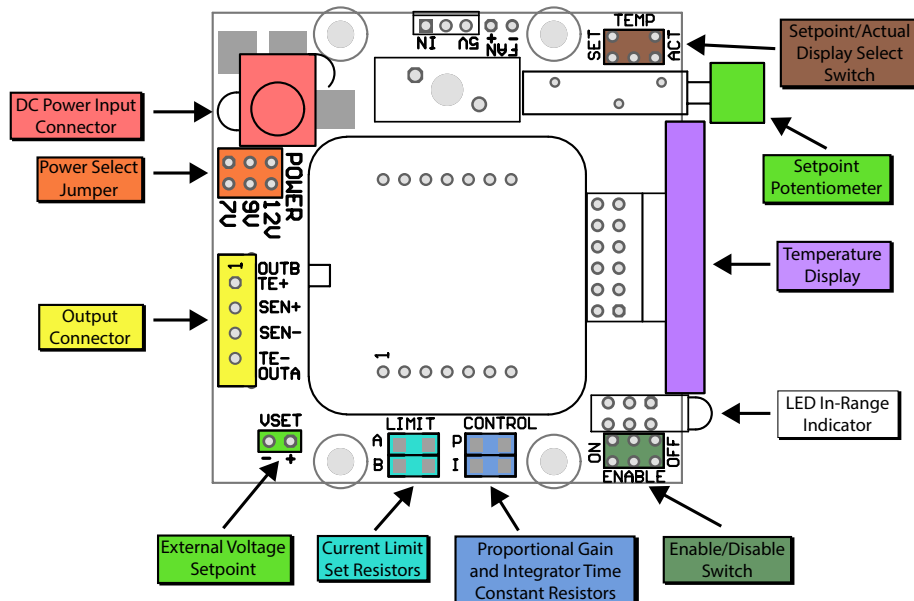 TEMP
SET
ACT
IN
5V
+
-
FAN
Setpoint/Actual
Display Select
Switch
DC Power Input
Connector
Power Select
Jumper
POWER
7V
9V
12V
Setpoint
Potentiometer
1
OUTB
TE+
SEN+
SEN-
TE-
OUTA
Output
Connector
Temperature
Display
1
VSET
-
+
LIMIT
A
B
CONTROL
P
I
ON
OFF
ENABLE
LED In-Range
Indicator
External Voltage
Setpoint
Current Limit
Set Resistors
Proportional Gain
and Integrator Time
Constant Resistors
Enable/Disable
Switch